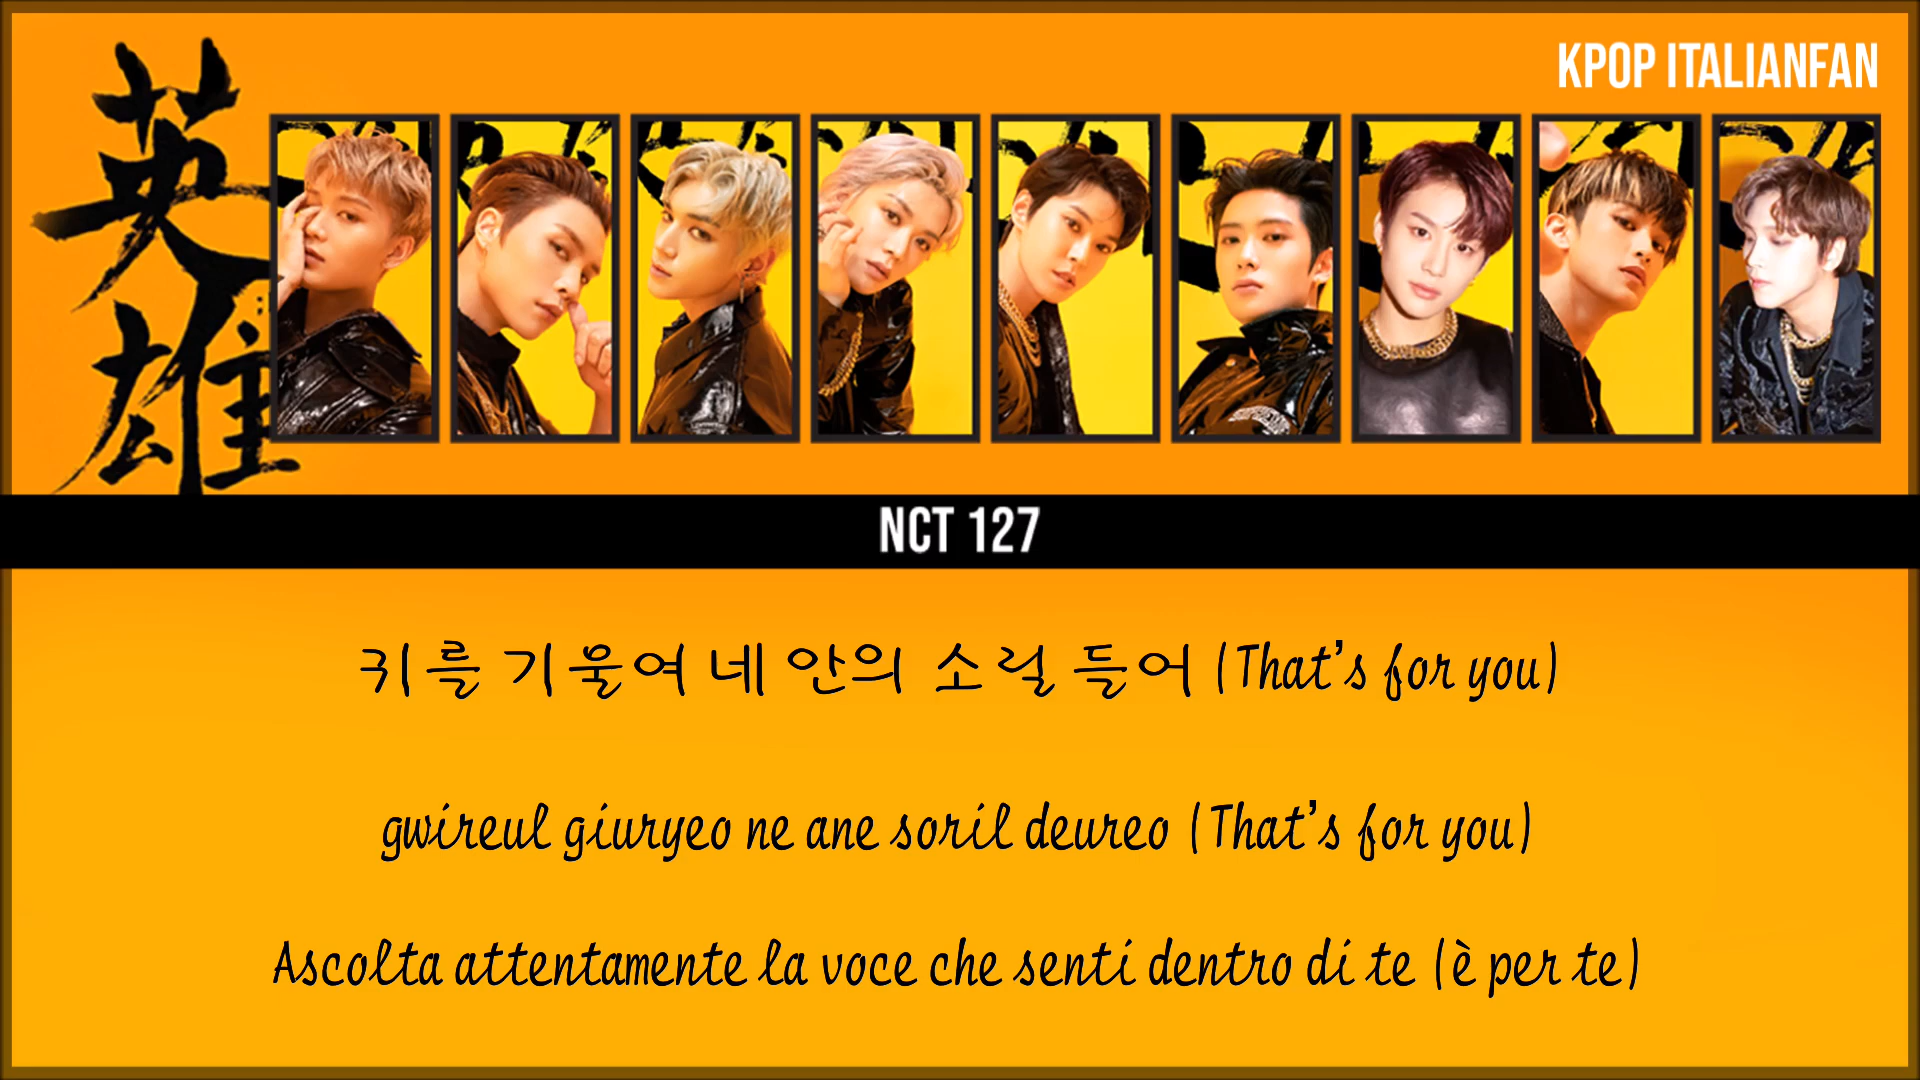 英雄
KPOP ITALIANFAN
NCT 127
키를 기울여 네 안의 소릴 들어 (That's for you)
gwireul giuryeo ne ane soril deureo (That's for you)
Ascolta attentamente la voce che senti dentro di te (è per te)